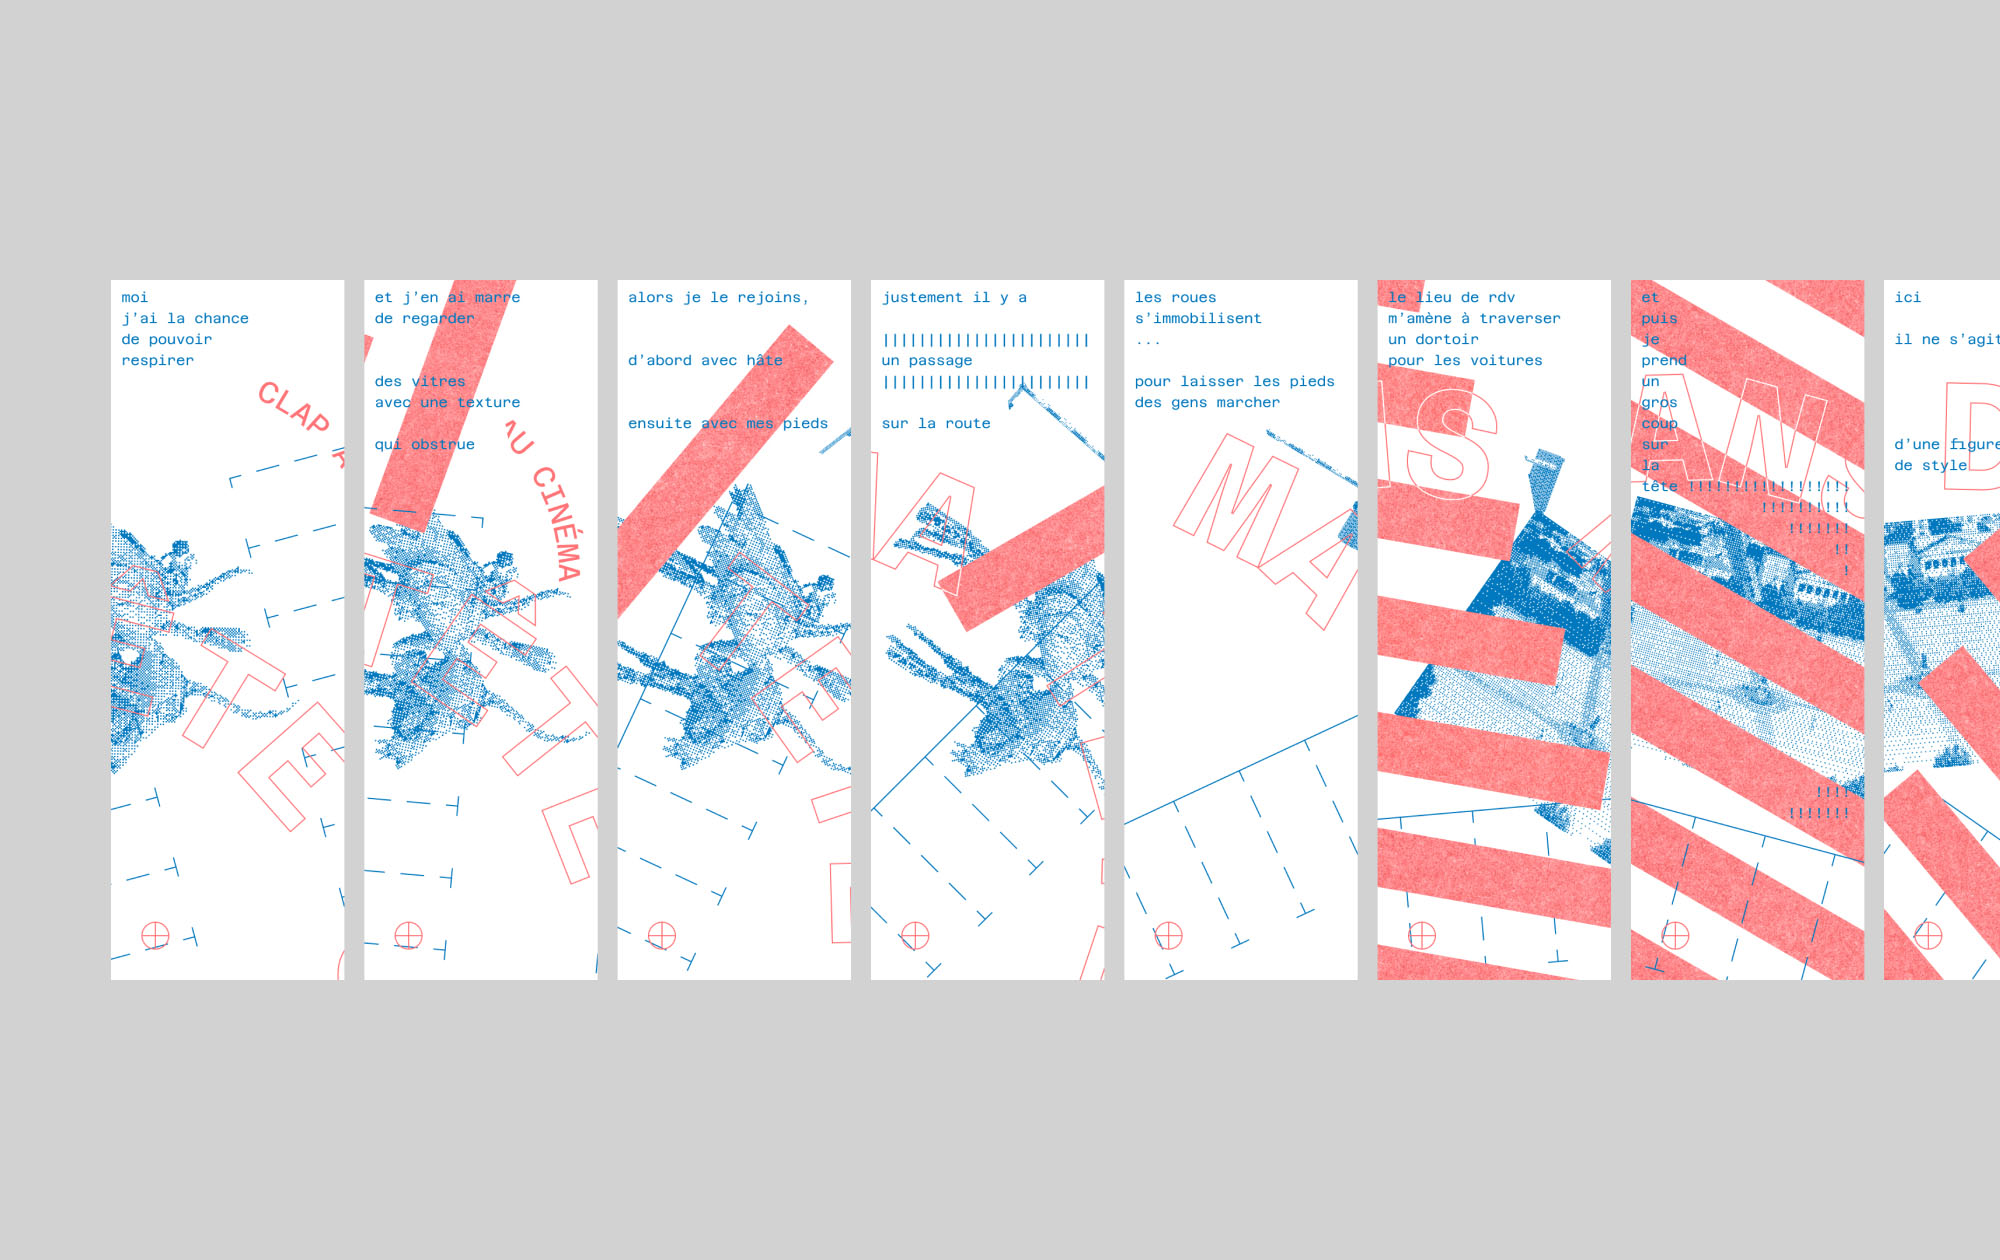 moi
j'ai la chance
de pouvoir
respirer
CLAP
et j'en ai marre
de regarder
des vitres
avec une texture
qui obstrue
AU CINÉMA
alors je le rejoins,
d'abord avec hâte
ensuite avec mes pieds
justement il y a
|||||||||||||||||||||||
un passage
|||||||||||||||||||||||
sur la route
les roues
s'immobilisent
...
pour laisser les pieds
des gens marcher
MA
le lieu de rdv
m'amène à traverser
un dortoir
pour les voitures
et
puis
je
prend
un
gros
coup
sur
la
tête !!!!!!!!!!!!!!!!!!
!!!!!!!!!!
!!!!!!!
!!
!
!!!!
!!!!!!!
ici
il ne s'agit
d'une figure
de style